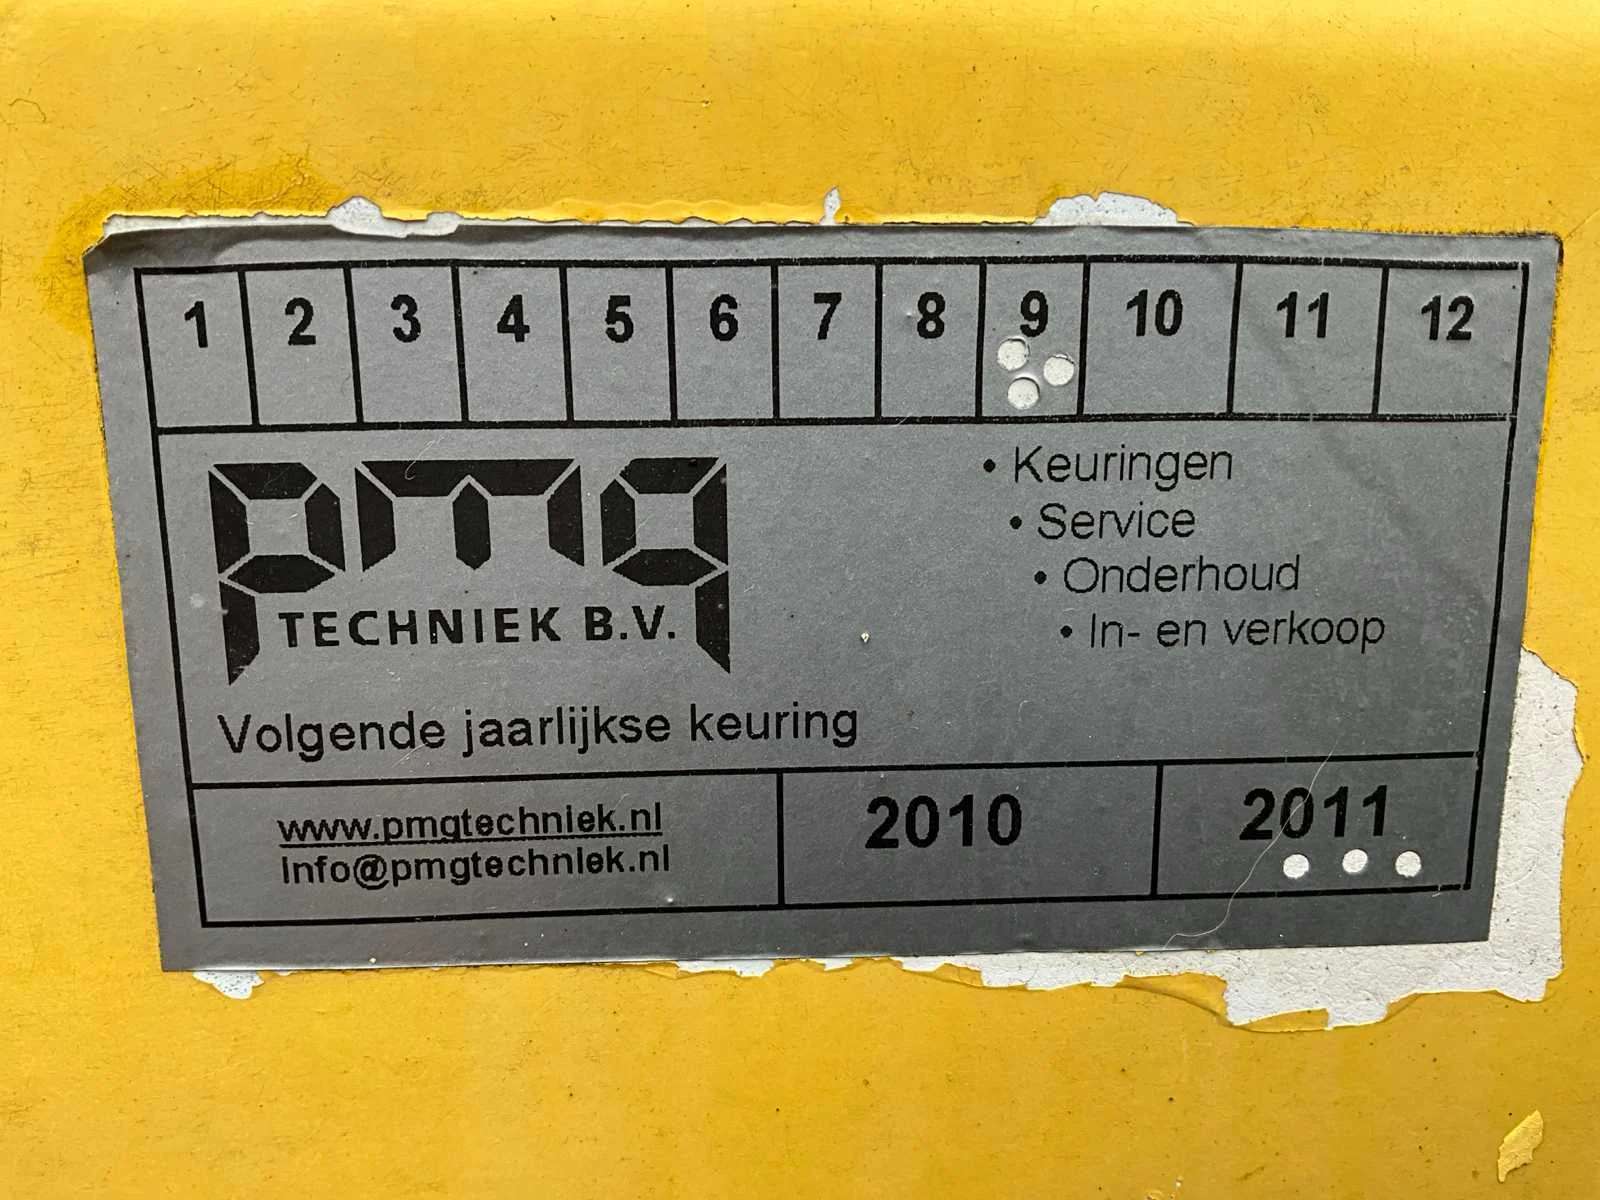 1 2 3 4 5 6 7 8 9 10 11 12
pmg
TECHNIEK B.V.
• Keuringen
• Service
• Onderhoud
• In- en verkoop
Volgende jaarlijkse keuring
www.pmgtechniek.nl
info@pmgtechniek.nl
2010
2011